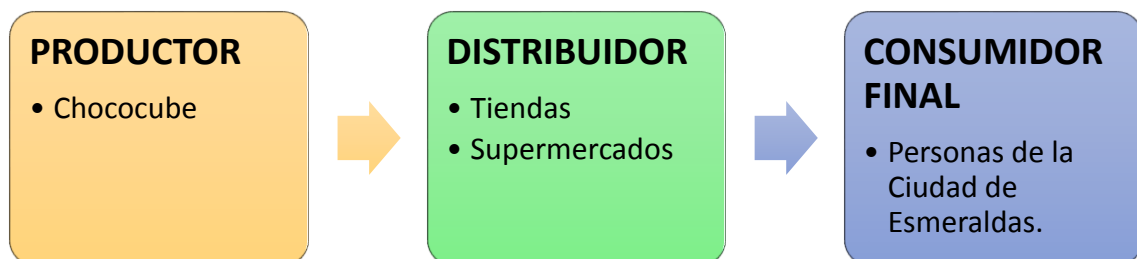 PRODUCTOR
• Chococube
DISTRIBUIDOR
• Tiendas
• Supermercados
CONSUMIDOR
FINAL
• Personas de la
Ciudad de
Esmeraldas.